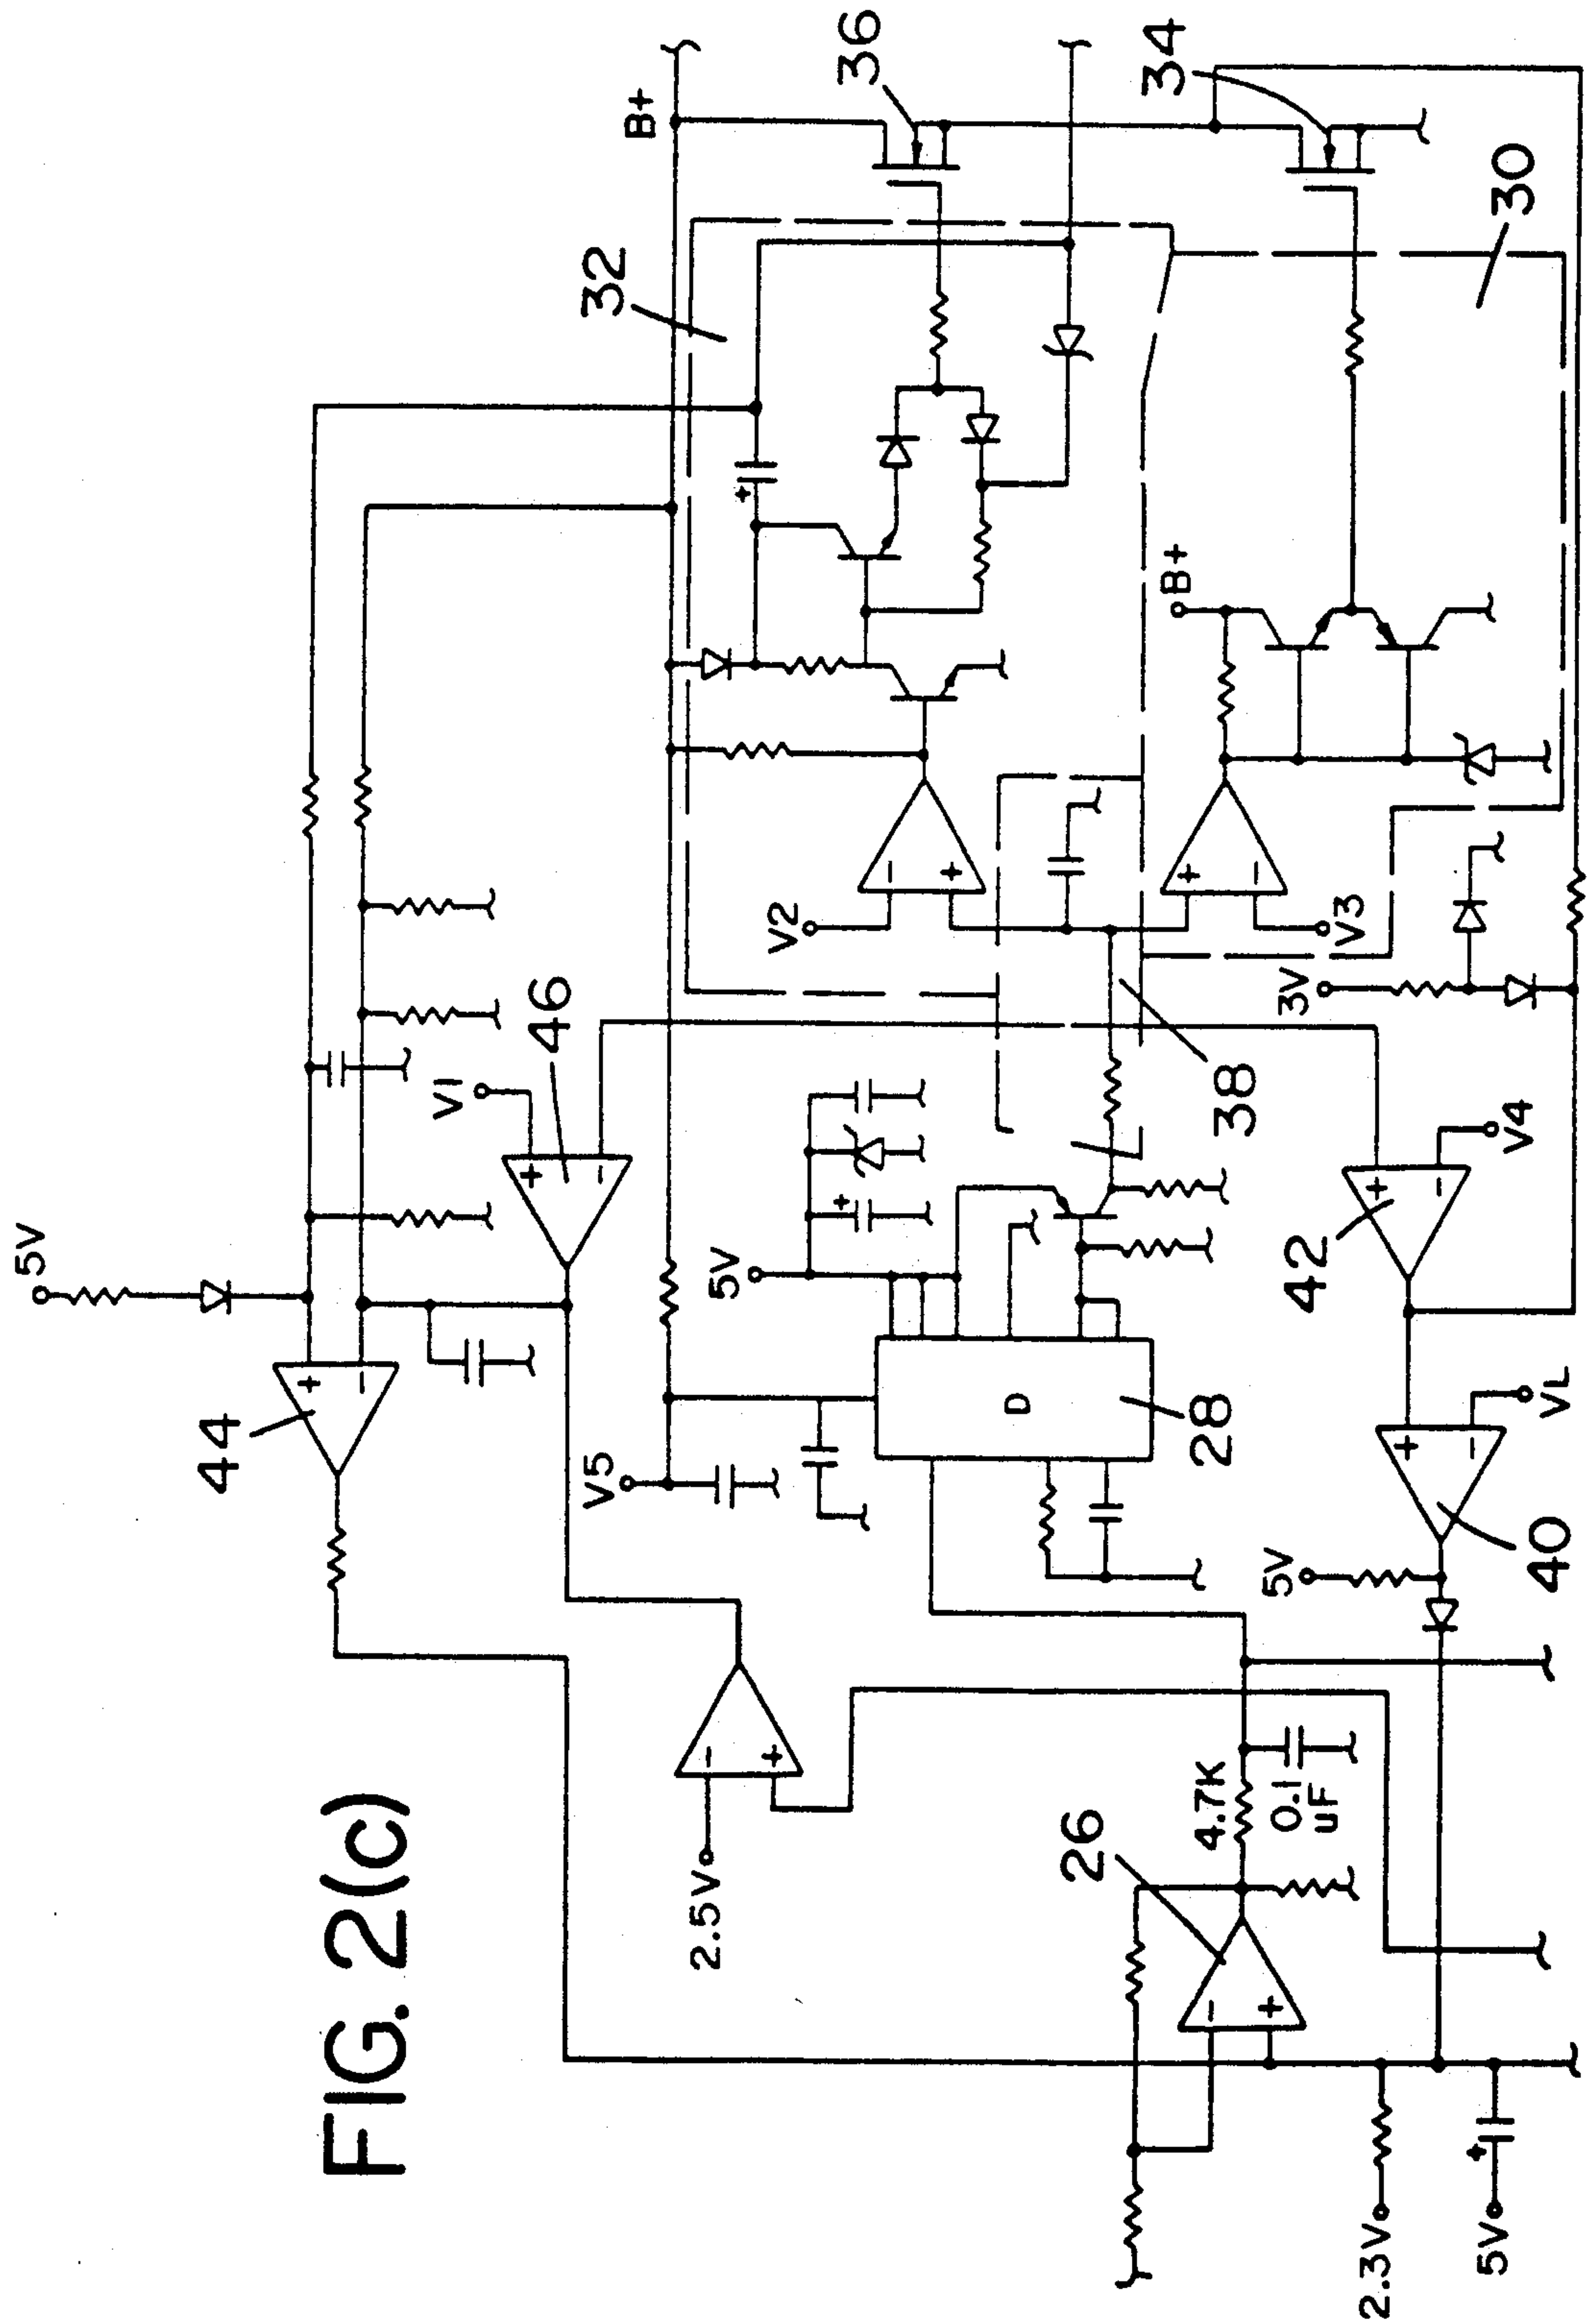 FIG. 2(c)
5V
44
46
V1
B+
36
32
V2
V5
5V
2.5V
D
28
38
B+
34
30
V3
3V
V4
42
VL
40
5V
26
4.7K
0.1
uF
2.3V
5V
+
-
+
-
-
+
-
+
+
-
+
-
+
-
-
+
+
+
+